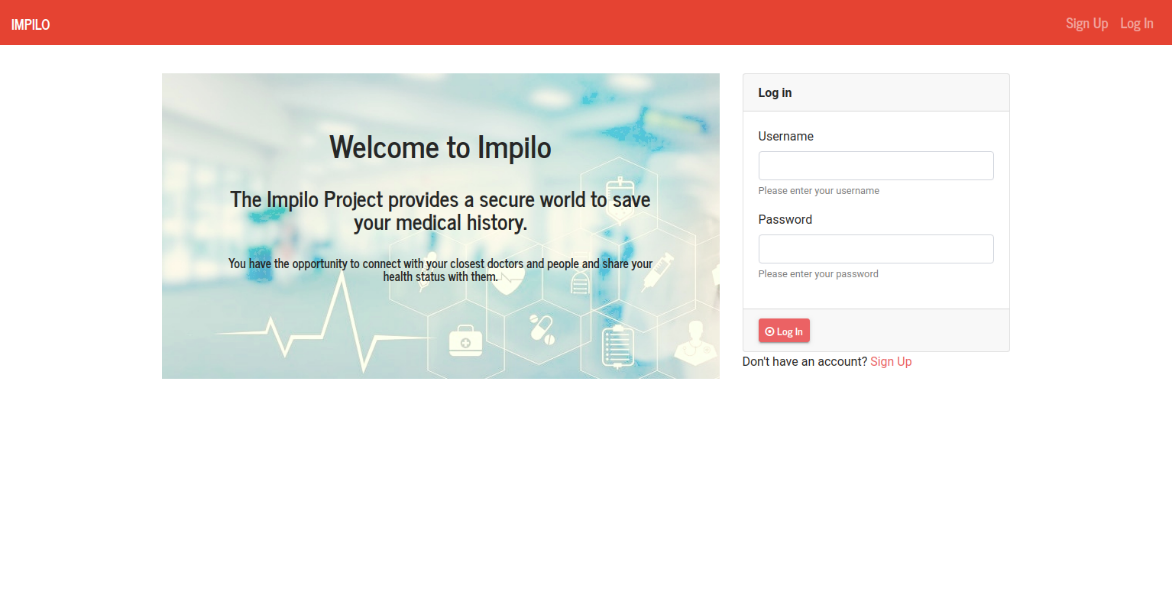 IMPILO
Sign Up
Log In
Welcome to Impilo
The Impilo Project provides a secure world to save
your medical history.
You have the opportunity to connect with your closest doctors and people and share your
health status with them.
Log in
Username
Please enter your username
Password
Please enter your password
Log In
Don't have an account? Sign Up